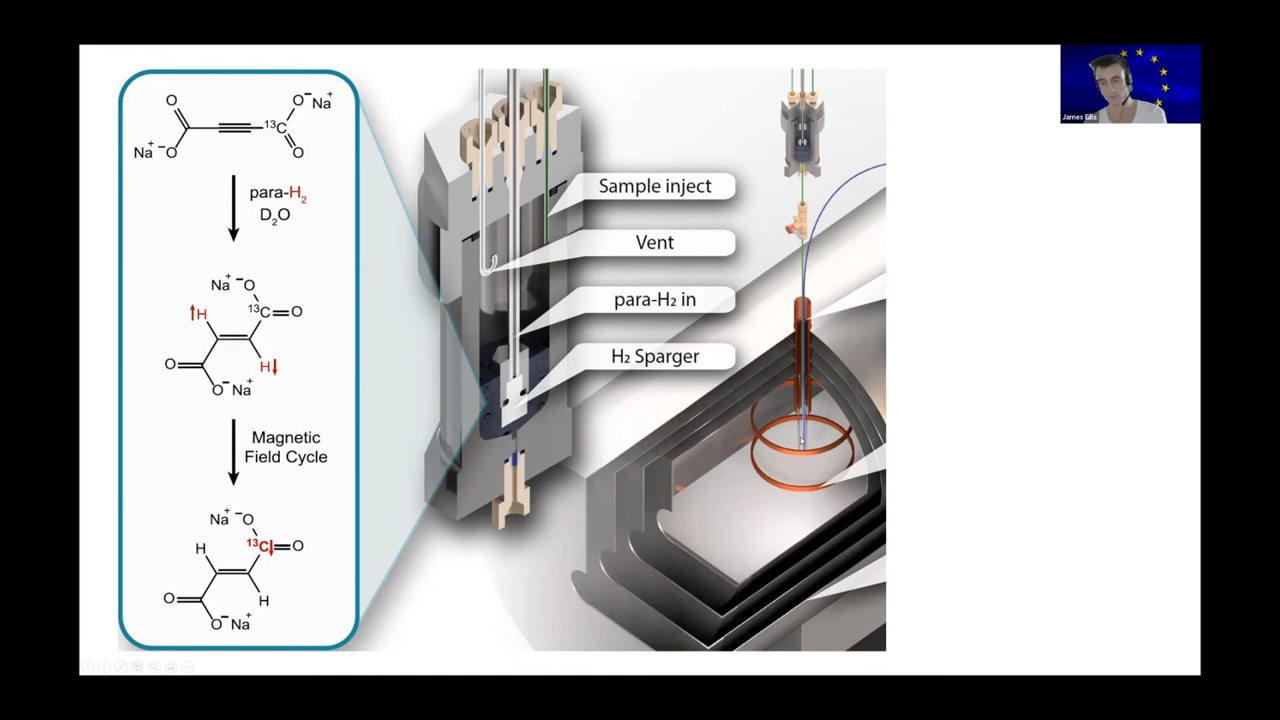 O
O⁻Na⁺
¹³C
Na⁺⁻O
O
para-H₂
D₂O
Na⁺⁻O
↑H
¹³C
O
O
H↓
O⁻Na⁺
Magnetic
Field Cycle
Na⁺⁻O
H
¹³C↓
O
O
H
O⁻Na⁺
Sample inject
Vent
para-H₂ in
H₂ Sparger
James Eills